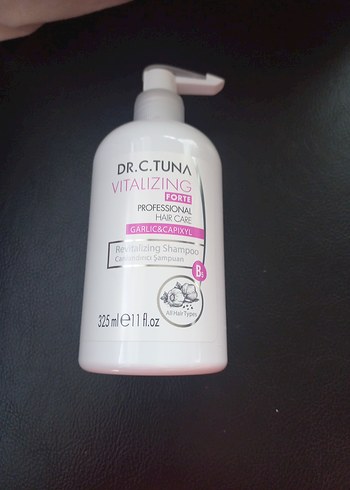 DR.C.TUNA
VITALIZING
FORTE
PROFESSIONAL
HAIR CARE
GARLIC&CAPIXYL
Revitalizing Shampoo
Canlandırıcı Şampuan
B5
All Hair Types
325 ml e 11 fl.oz